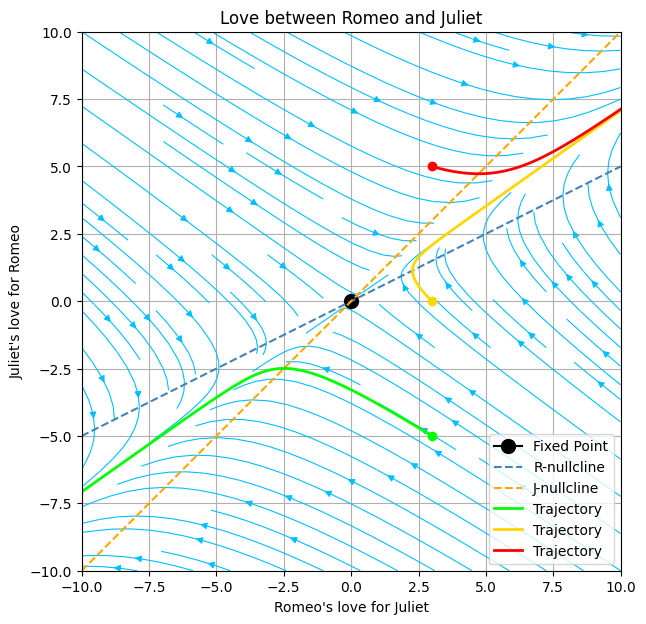 Love between Romeo and Juliet
10.0
7.5
5.0
2.5
0.0
−2.5
−5.0
−7.5
−10.0
Juliet's love for Romeo
Fixed Point
R-nullcline
J-nullcline
Trajectory
Trajectory
Trajectory
−10.0 −7.5 −5.0 −2.5 0.0 2.5 5.0 7.5 10.0
Romeo's love for Juliet